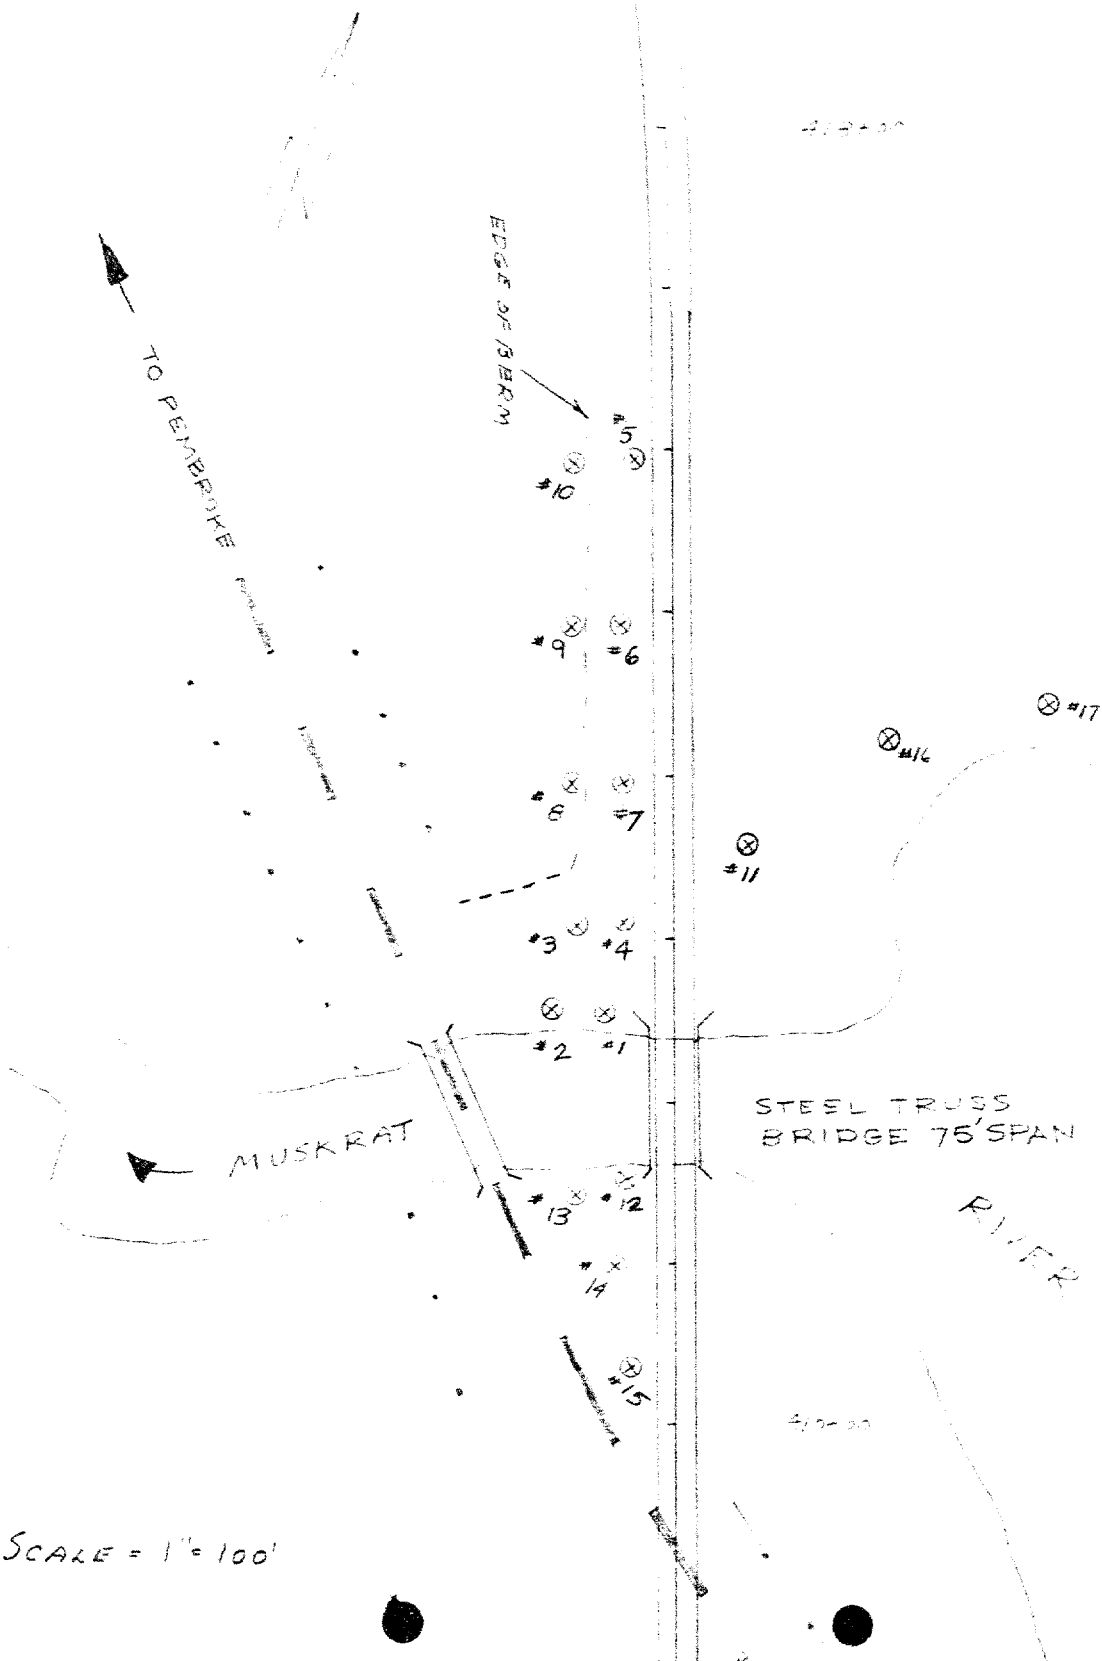 EDGE OF BERM
TO PEMBROKE
#5
#10
#9
#6
#17
#16
#8
#7
#11
#3
#4
#2
#1
STEEL TRUSS
BRIDGE 75' SPAN
MUSKRAT
RIVER
#13
#12
#14
#15
SCALE = 1" = 100'